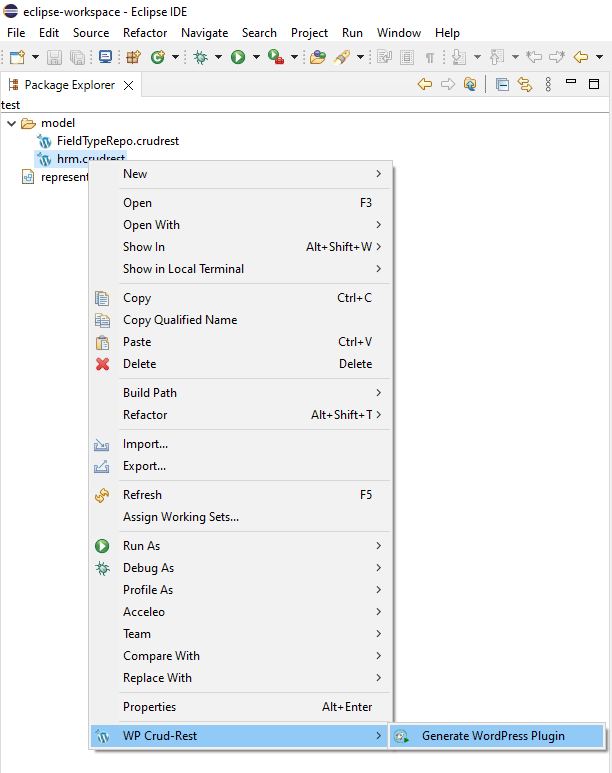 eclipse-workspace - Eclipse IDE
File Edit Source Refactor Navigate Search Project Run Window Help
Package Explorer
test
model
FieldTypeRepo.crudrest
hrm.crudrest
represent
New
Open F3
Open With
Show In Alt+Shift+W
Show in Local Terminal
Copy Ctrl+C
Copy Qualified Name
Paste Ctrl+V
Delete Delete
Build Path
Refactor Alt+Shift+T
Import...
Export...
Refresh F5
Assign Working Sets...
Run As
Debug As
Profile As
Acceleo
Team
Compare With
Replace With
Properties Alt+Enter
WP Crud-Rest Generate WordPress Plugin